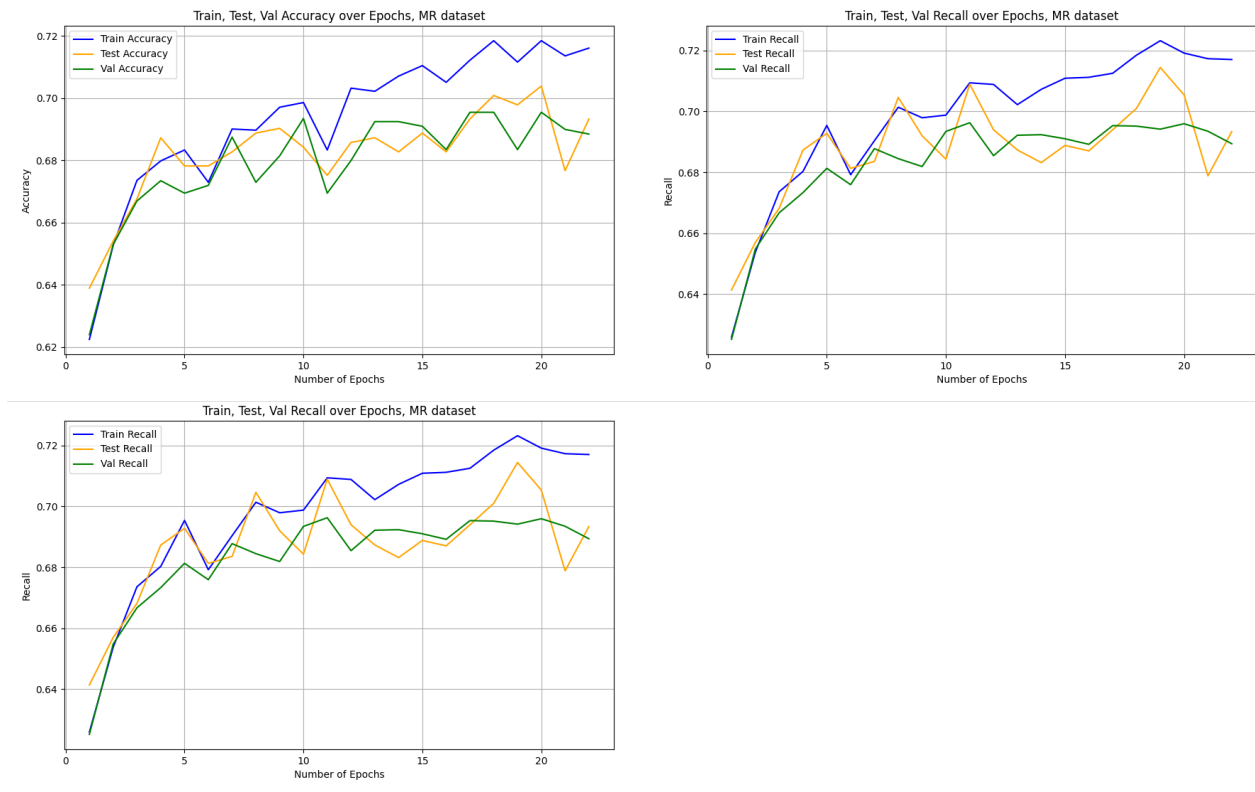 Train, Test, Val Accuracy over Epochs, MR dataset
0.72
Train Accuracy
Test Accuracy
Val Accuracy
0.70
0.68
Accuracy
0.66
0.64
0.62
0
5
10
15
20
Number of Epochs
Train, Test, Val Recall over Epochs, MR dataset
Train Recall
0.72
Test Recall
Val Recall
0.70
0.68
Recall
0.66
0.64
0
5
10
15
20
Number of Epochs
Train, Test, Val Recall over Epochs, MR dataset
Train Recall
0.72
Test Recall
Val Recall
0.70
0.68
Recall
0.66
0.64
0
5
10
15
20
Number of Epochs